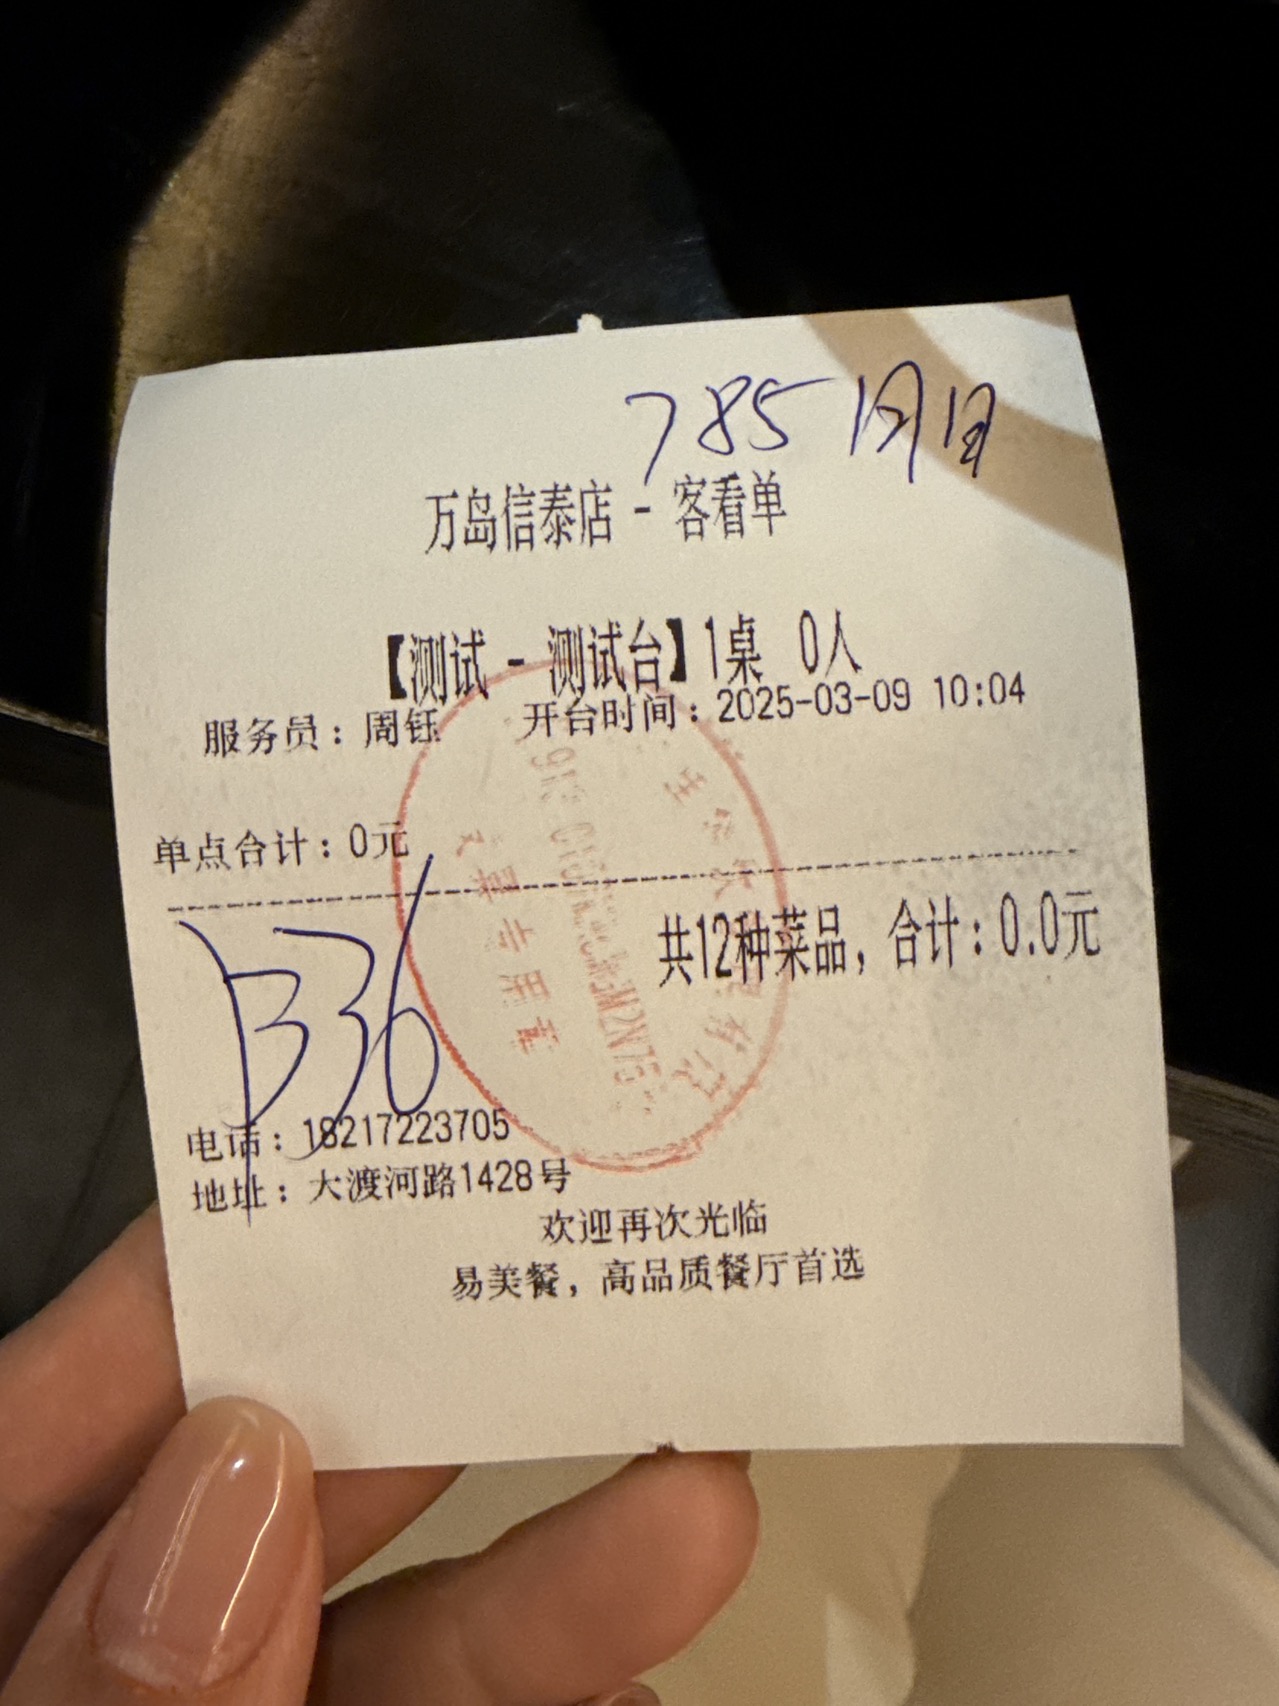 785 1月1日
万岛信泰店 - 客看单
【测试 - 测试台】1桌 0人
服务员：周钰 开台时间：2025-03-09 10:04
单点合计：0元
共12种菜品，合计：0.0元
B36
电话：18217223705
地址：大渡河路1428号
欢迎再次光临
易美餐，高品质餐厅首选